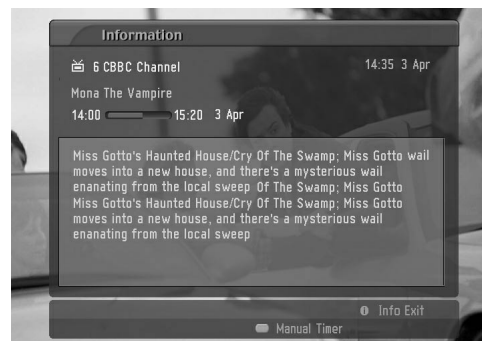 Information
6 CBBC Channel 14:35 3 Apr
Mona The Vampire
14:00 15:20 3 Apr
Miss Gotto's Haunted House/Cry Of The Swamp; Miss Gotto wail
moves into a new house, and there's a mysterious wail
enanating from the local sweep Of The Swamp; Miss Gotto
Miss Gotto's Haunted House/Cry Of The Swamp; Miss Gotto
moves into a new house, and there's a mysterious wail
enanating from the local sweep
i Info Exit
Manual Timer